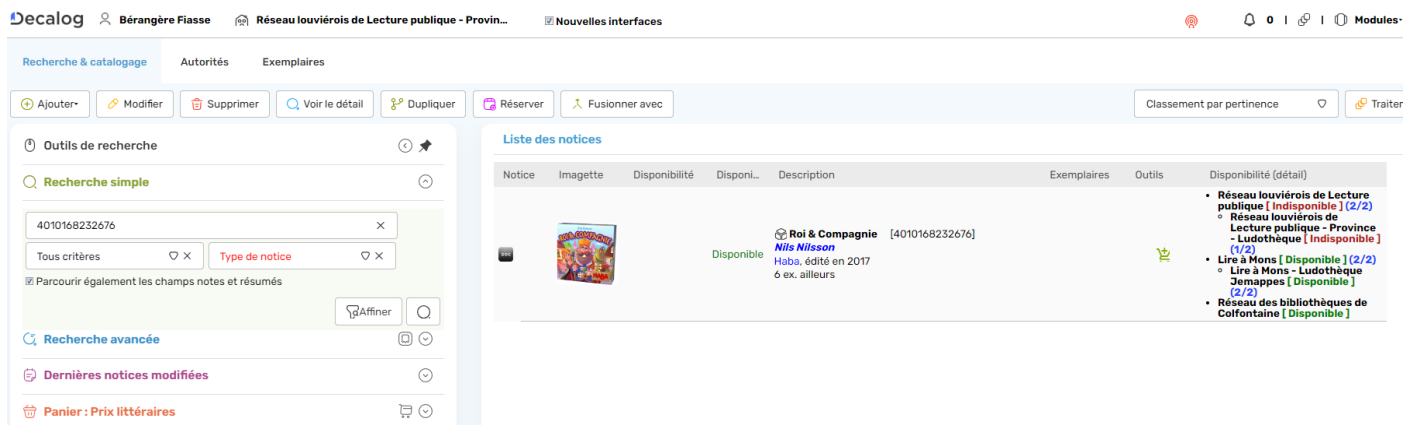 Decalog Bérangère Fiasse Réseau louviérois de Lecture publique - Provin... Nouvelles interfaces 0 | | Modules
Recherche & catalogage Autorités Exemplaires
Ajouter Modifier Supprimer Voir le détail Dupliquer Réserver Fusionner avec Classement par pertinence Traiter
Outils de recherche
Recherche simple
4010168232676
Tous critères Type de notice
Parcourir également les champs notes et résumés
Affiner
Recherche avancée
Dernières notices modifiées
Panier : Prix littéraires
Liste des notices
Notice Imagette Disponibilité Disponi... Description Exemplaires Outils Disponibilité (détail)
DOC
ROI & COMPAGNIE
HABA
Disponible
Roi & Compagnie [4010168232676]
Nils Nilsson
Haba, édité en 2017
6 ex. ailleurs
Réseau louviérois de Lecture
publique [ Indisponible ] (2/2)
Réseau louviérois de
Lecture publique - Province
- Ludothèque [ Indisponible ]
(1/2)
Lire à Mons [ Disponible ] (2/2)
Lire à Mons - Ludothèque
Jemappes [ Disponible ]
(2/2)
Réseau des bibliothèques de
Colfontaine [ Disponible ]